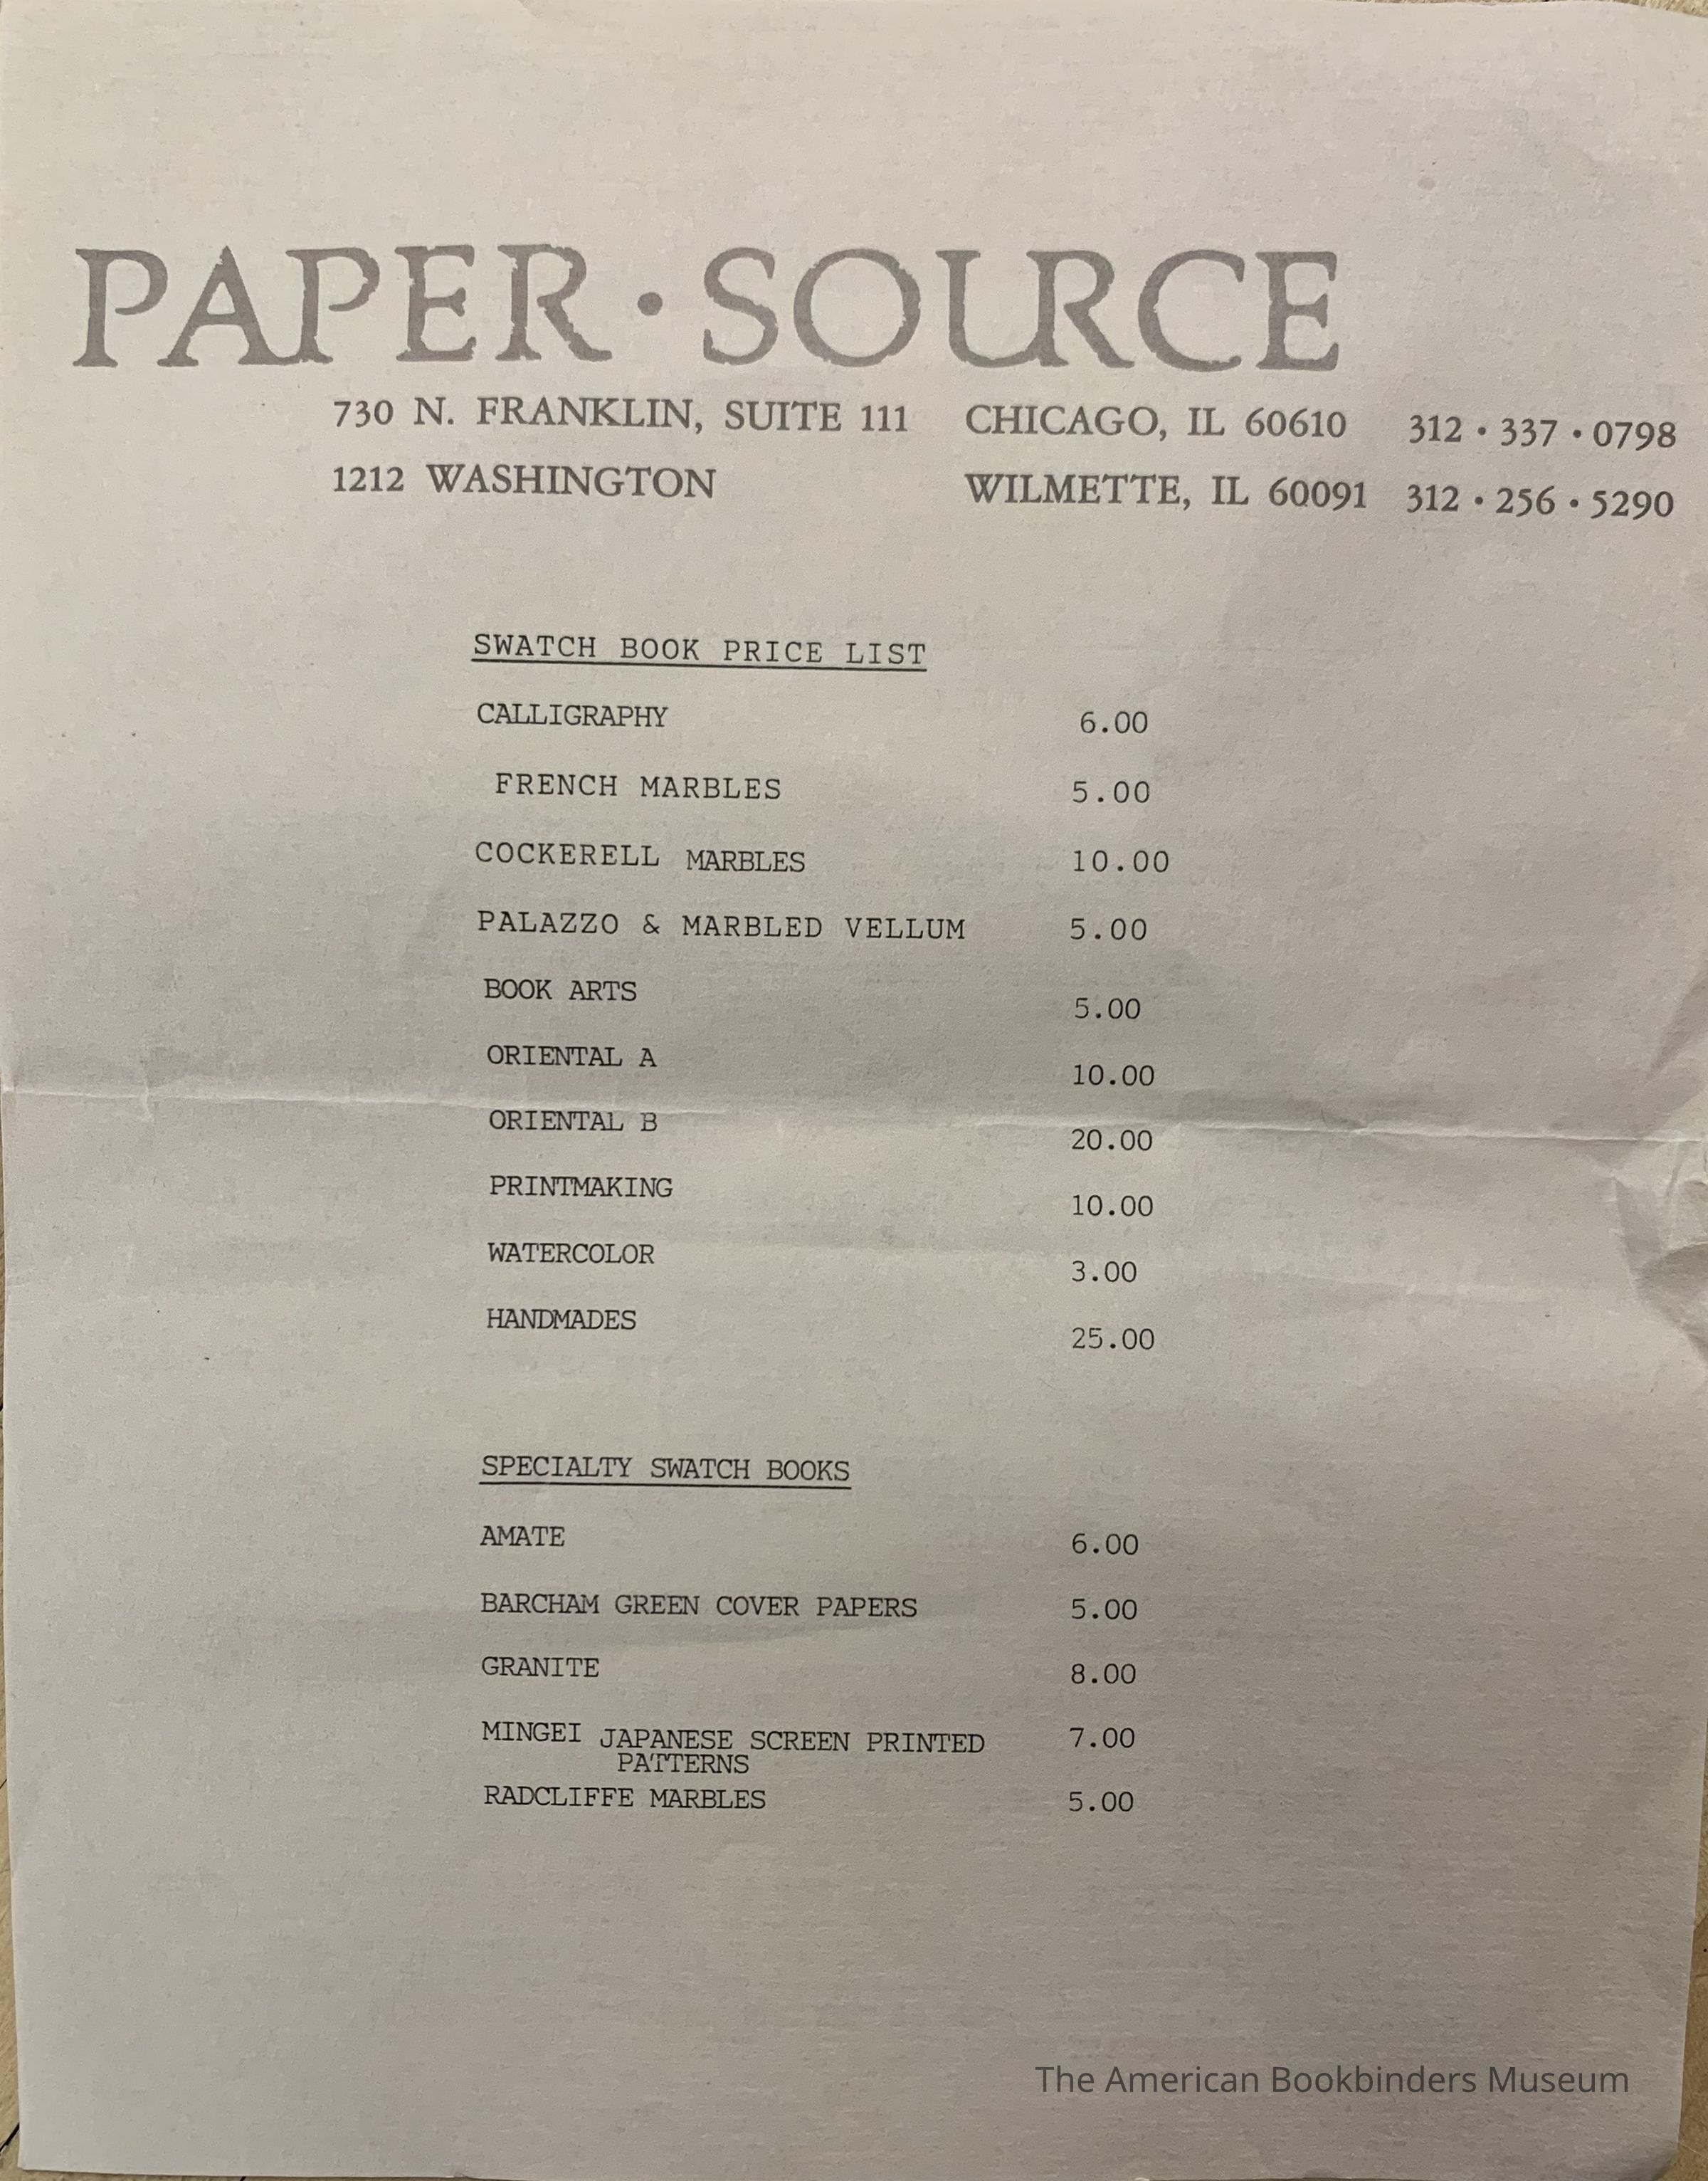 PAPER • SOURCE
730 N. FRANKLIN, SUITE 111 CHICAGO, IL 60610 312 • 337 • 0798
1212 WASHINGTON WILMETTE, IL 60091 312 • 256 • 5290
SWATCH BOOK PRICE LIST
CALLIGRAPHY 6.00
FRENCH MARBLES 5.00
COCKERELL MARBLES 10.00
PALAZZO & MARBLED VELLUM 5.00
BOOK ARTS 5.00
ORIENTAL A 10.00
ORIENTAL B 20.00
PRINTMAKING 10.00
WATERCOLOR 3.00
HANDMADES 25.00
SPECIALTY SWATCH BOOKS
AMATE 6.00
BARCHAM GREEN COVER PAPERS 5.00
GRANITE 8.00
MINGEI JAPANESE SCREEN PRINTED 7.00
PATTERNS
RADCLIFFE MARBLES 5.00
The American Bookbinders Museum